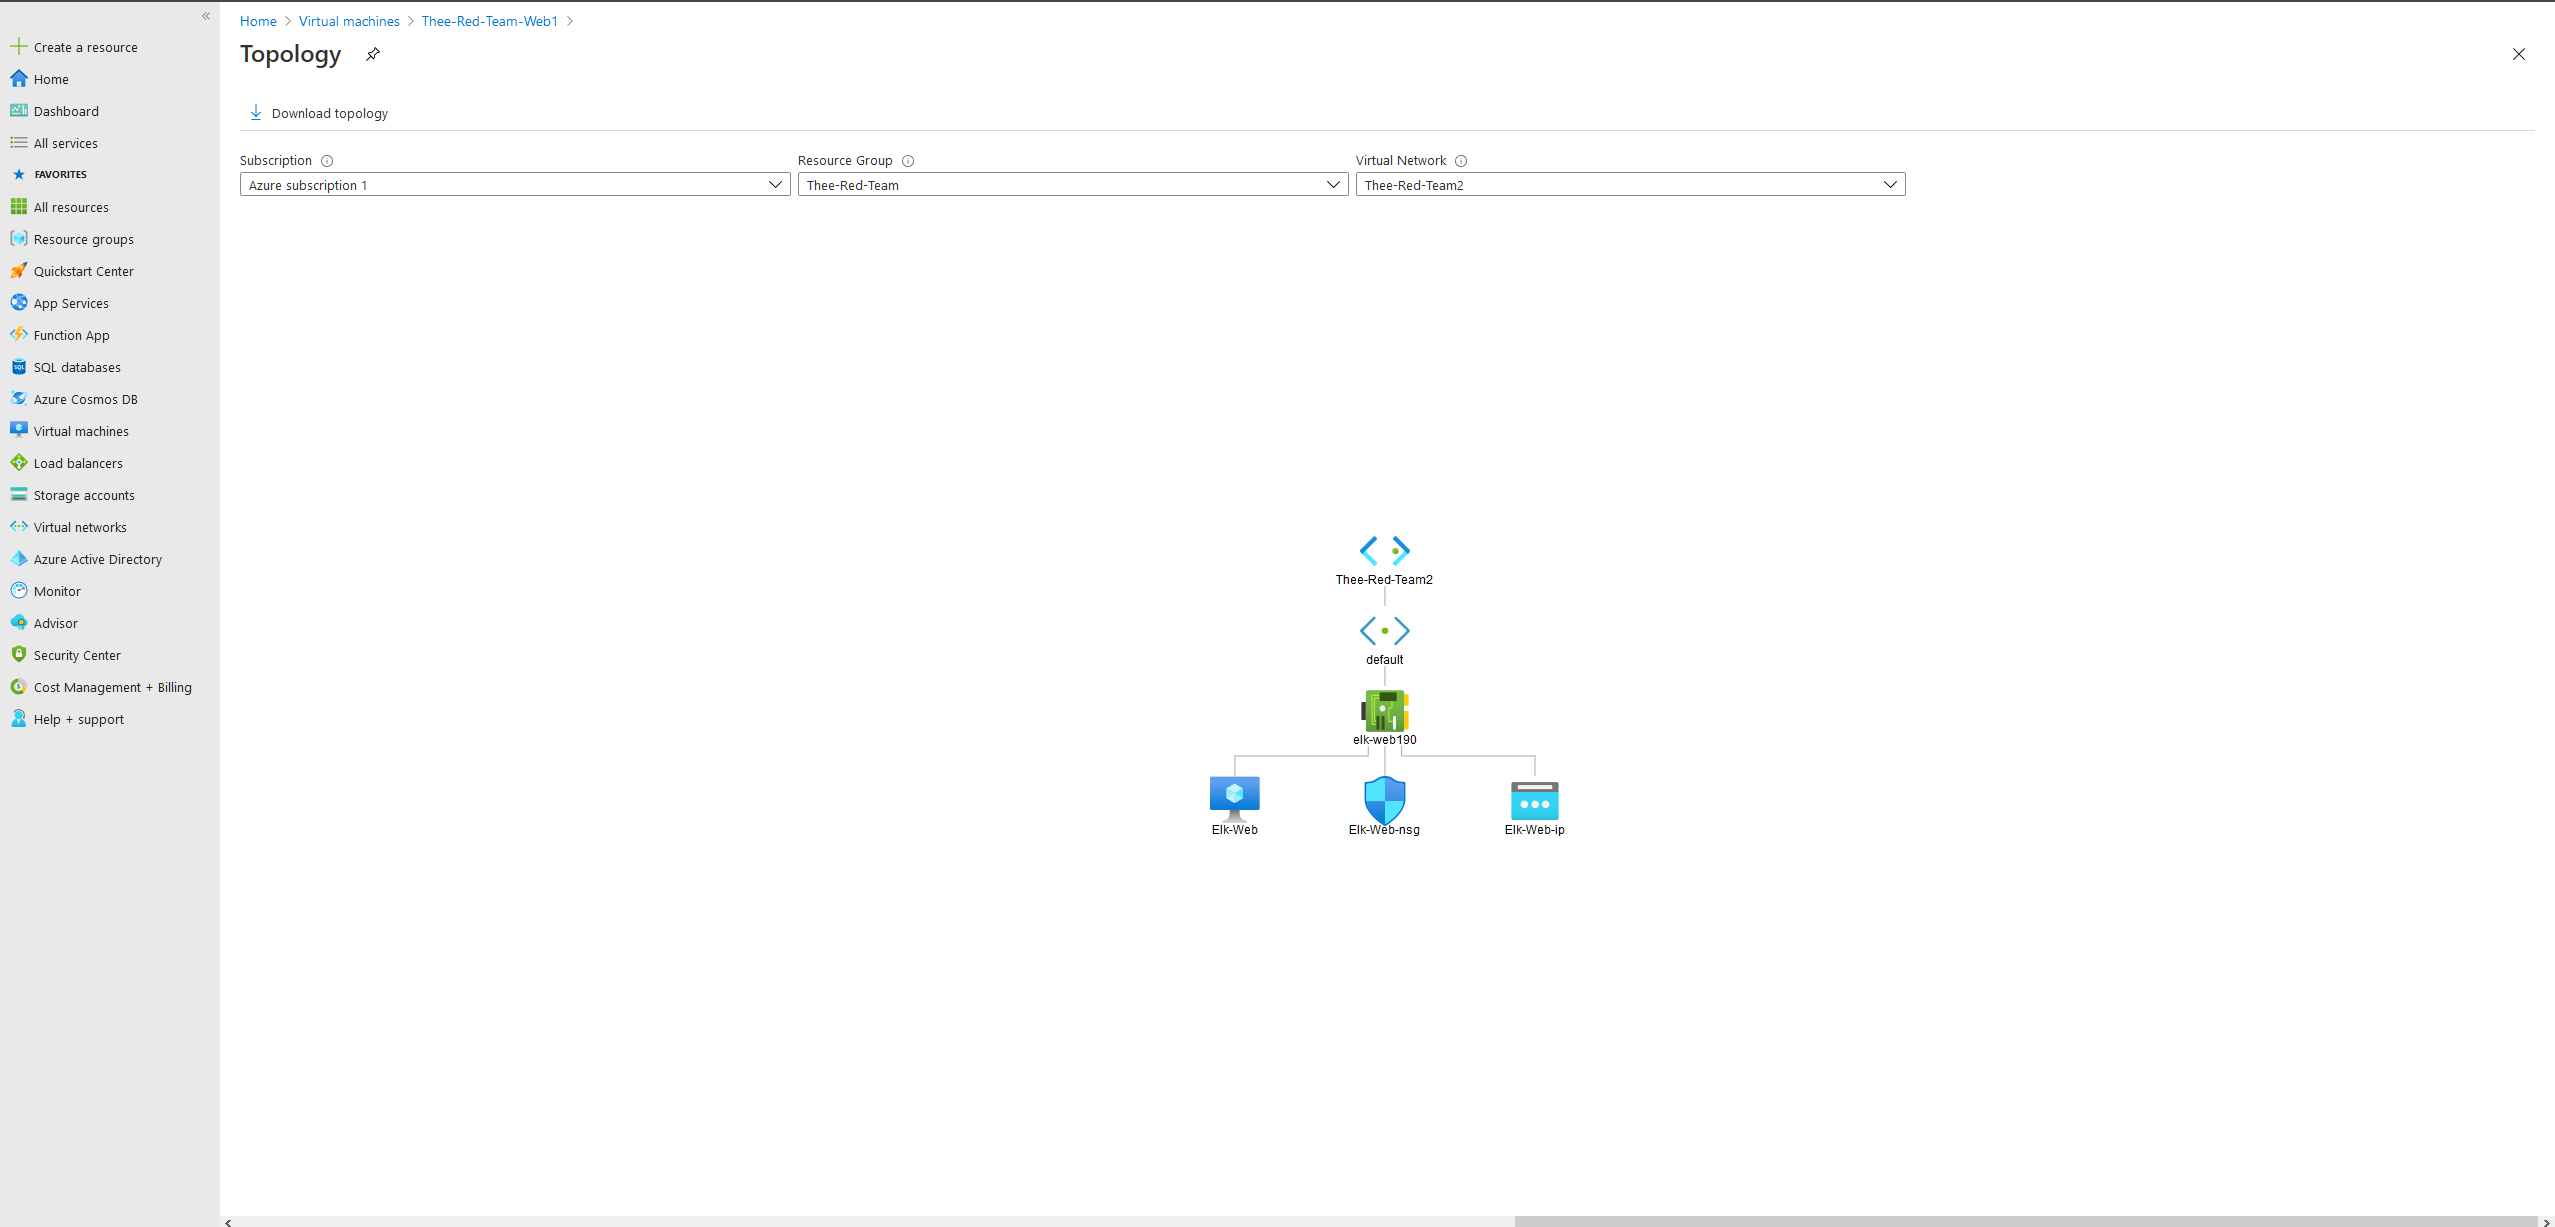 Create a resource
Home
Dashboard
All services
FAVORITES
All resources
Resource groups
Quickstart Center
App Services
Function App
SQL databases
Azure Cosmos DB
Virtual machines
Load balancers
Storage accounts
Virtual networks
Azure Active Directory
Monitor
Advisor
Security Center
Cost Management + Billing
Help + support
Home > Virtual machines > Thee-Red-Team-Web1 >
Topology
Download topology
Subscription
Azure subscription 1
Resource Group
Thee-Red-Team
Virtual Network
Thee-Red-Team2
Thee-Red-Team2
default
elk-web190
Elk-Web
Elk-Web-nsg
Elk-Web-ip